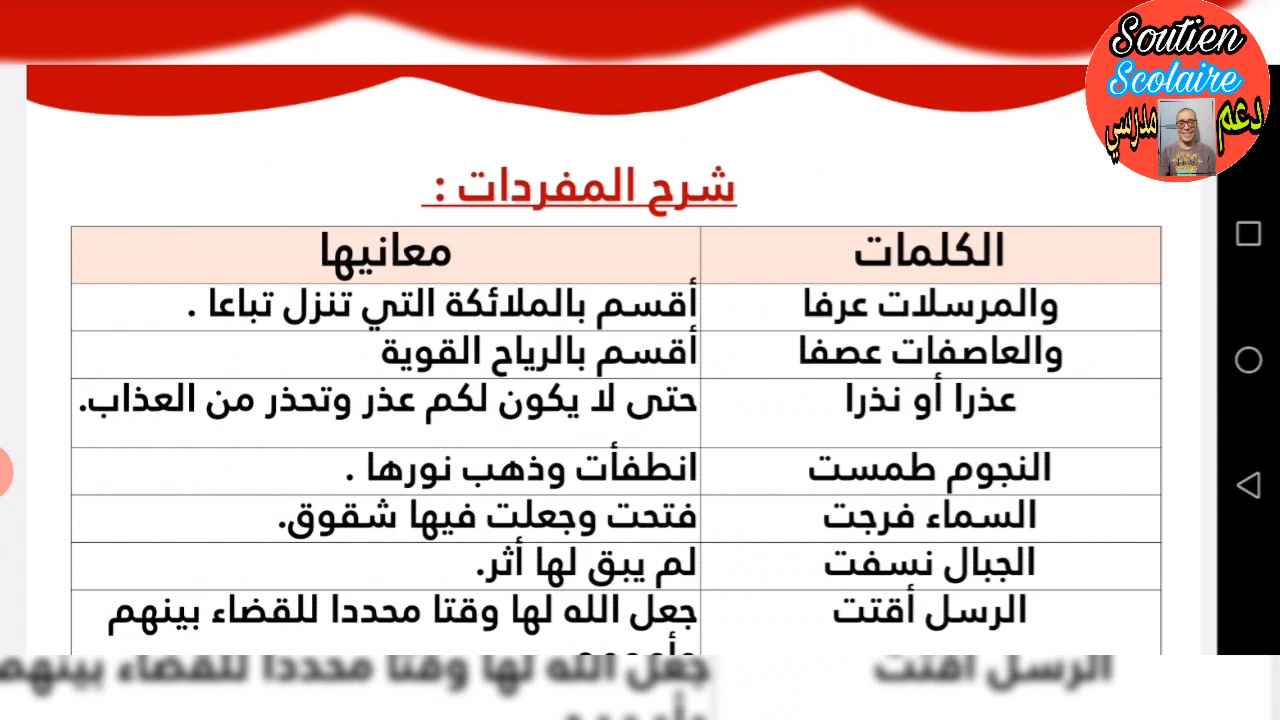 Soutien
Scolaire
دعم مدرسي
شرح المفردات :
الكلمات معانيها
والمرسلات عرفا أقسم بالملائكة التي تنزل تباعا .
والعاصفات عصفا أقسم بالرياح القوية
عذرا أو نذرا حتى لا يكون لكم عذر وتحذر من العذاب.
النجوم طمست انطفأت وذهب نورها .
السماء فرجت فتحت وجعلت فيها شقوق.
الجبال نسفت لم يبق لها أثر.
الرسل أقتت جعل الله لها وقتا محددا للقضاء بينهم
الرسل أقتت جعل الله لها وقتا محددا للقضاء بينهم